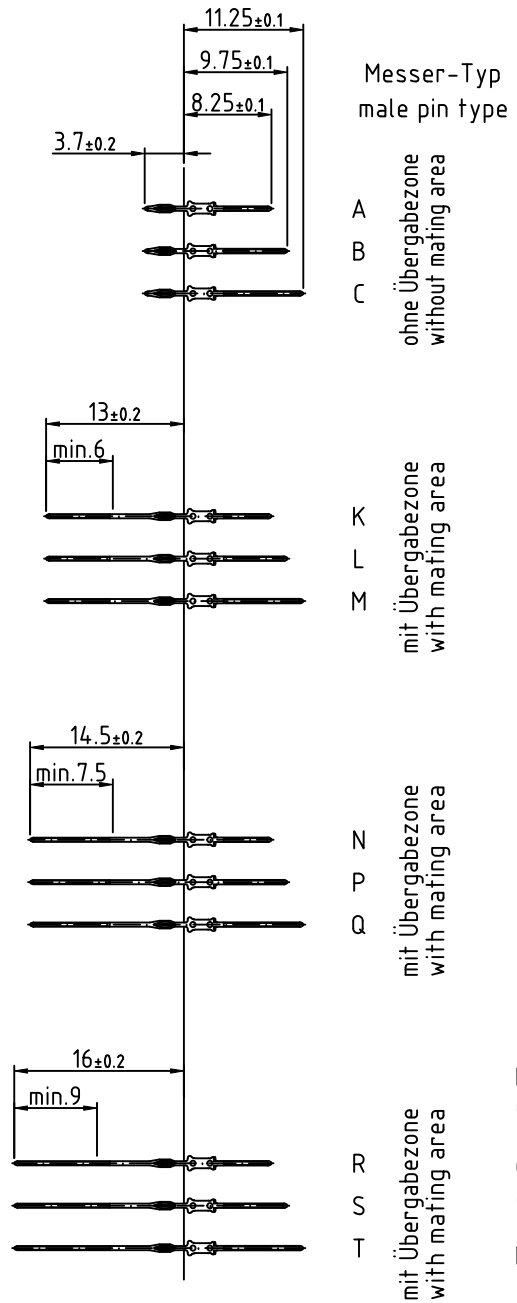 11.25±0.1
9.75±0.1
8.25±0.1
3.7±0.2
Messer-Typ
male pin type
A
B
C
ohne Übergabezone
without mating area
13±0.2
min.6
K
L
M
mit Übergabezone
with mating area
14.5±0.2
min.7.5
N
P
Q
mit Übergabezone
with mating area
16±0.2
min.9
R
S
T
mit Übergabezone
with mating area